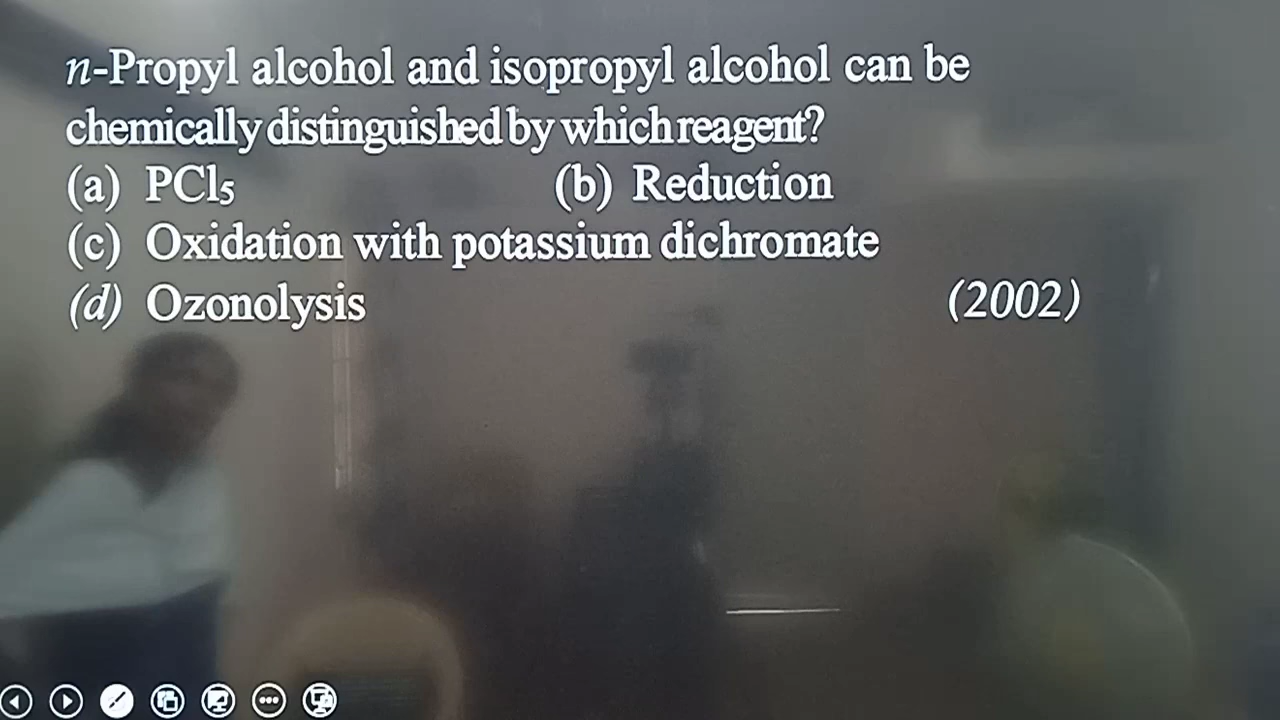 n-Propyl alcohol and isopropyl alcohol can be
chemically distinguished by which reagent?
(a) PCl5 (b) Reduction
(c) Oxidation with potassium dichromate
(d) Ozonolysis (2002)